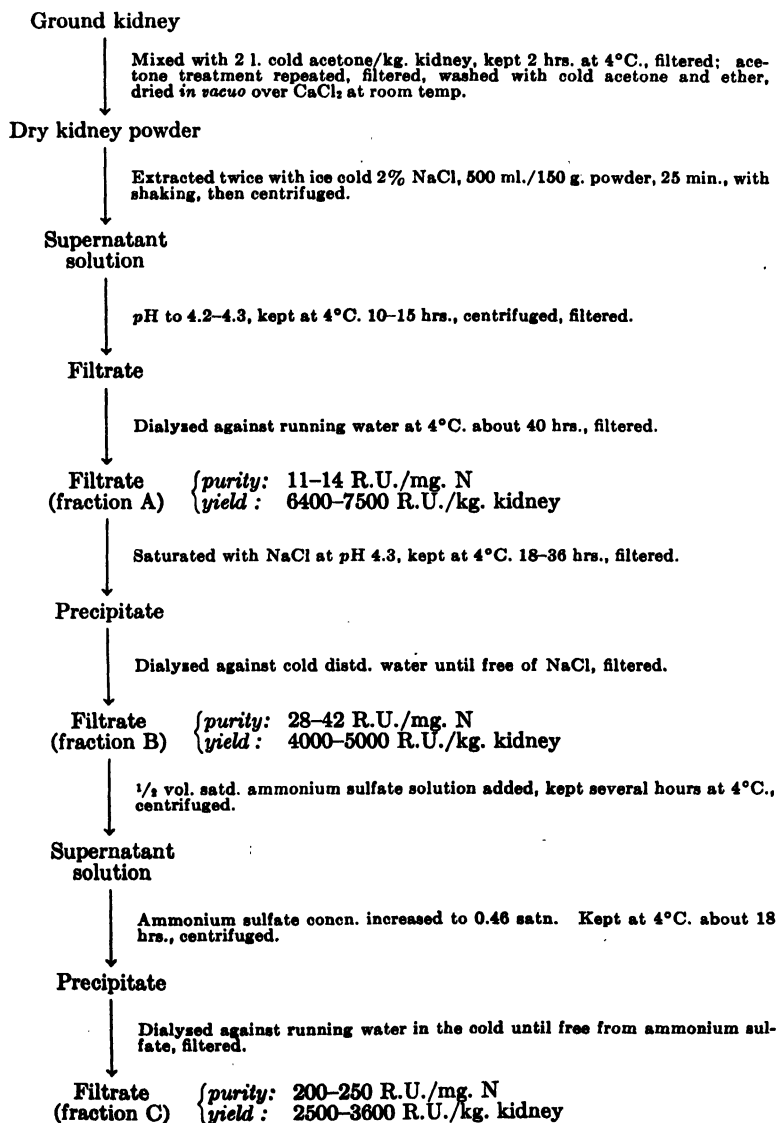 Ground kidney
Mixed with 2 l. cold acetone/kg. kidney, kept 2 hrs. at 4°C., filtered; ace-
tone treatment repeated, filtered, washed with cold acetone and ether,
dried in vacuo over CaCl₂ at room temp.
Dry kidney powder
Extracted twice with ice cold 2% NaCl, 500 ml./150 g. powder, 25 min., with
shaking, then centrifuged.
Supernatant
solution
pH to 4.2–4.3, kept at 4°C. 10–15 hrs., centrifuged, filtered.
Filtrate
Dialysed against running water at 4°C. about 40 hrs., filtered.
Filtrate {purity: 11–14 R.U./mg. N
(fraction A) yield : 6400–7500 R.U./kg. kidney
Saturated with NaCl at pH 4.3, kept at 4°C. 18–36 hrs., filtered.
Precipitate
Dialysed against cold distd. water until free of NaCl, filtered.
Filtrate {purity: 28–42 R.U./mg. N
(fraction B) yield : 4000–5000 R.U./kg. kidney
½ vol. satd. ammonium sulfate solution added, kept several hours at 4°C.,
centrifuged.
Supernatant
solution
Ammonium sulfate concn. increased to 0.46 satn. Kept at 4°C. about 18
hrs., centrifuged.
Precipitate
Dialysed against running water in the cold until free from ammonium sul-
fate, filtered.
Filtrate {purity: 200–250 R.U./mg. N
(fraction C) yield : 2500–3600 R.U./kg. kidney